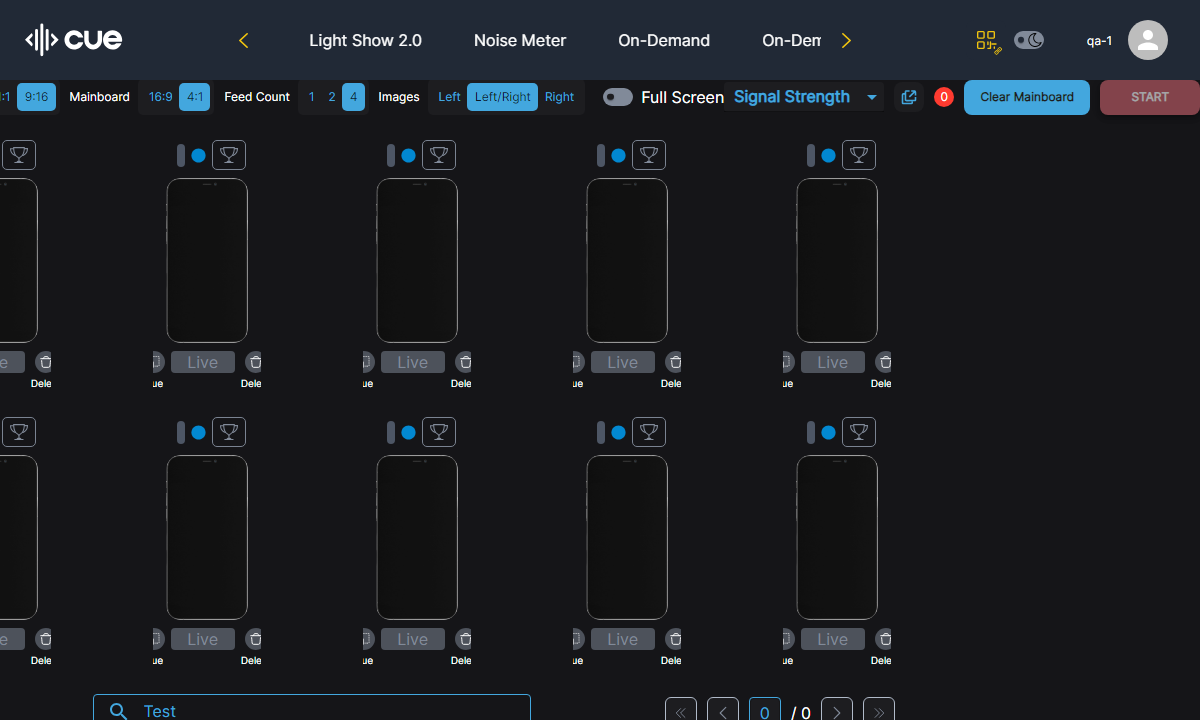 cue
Light Show 2.0 Noise Meter On-Demand On-Dem qa-1
:1 9:16 Mainboard 16:9 4:1 Feed Count 1 2 4 Images Left Left/Right Right Full Screen Signal Strength 0 Clear Mainboard START
e Live Live Live Live
Dele ue Dele ue Dele ue Dele ue Dele
e Live Live Live Live
Dele ue Dele ue Dele ue Dele ue Dele
Test 0 / 0